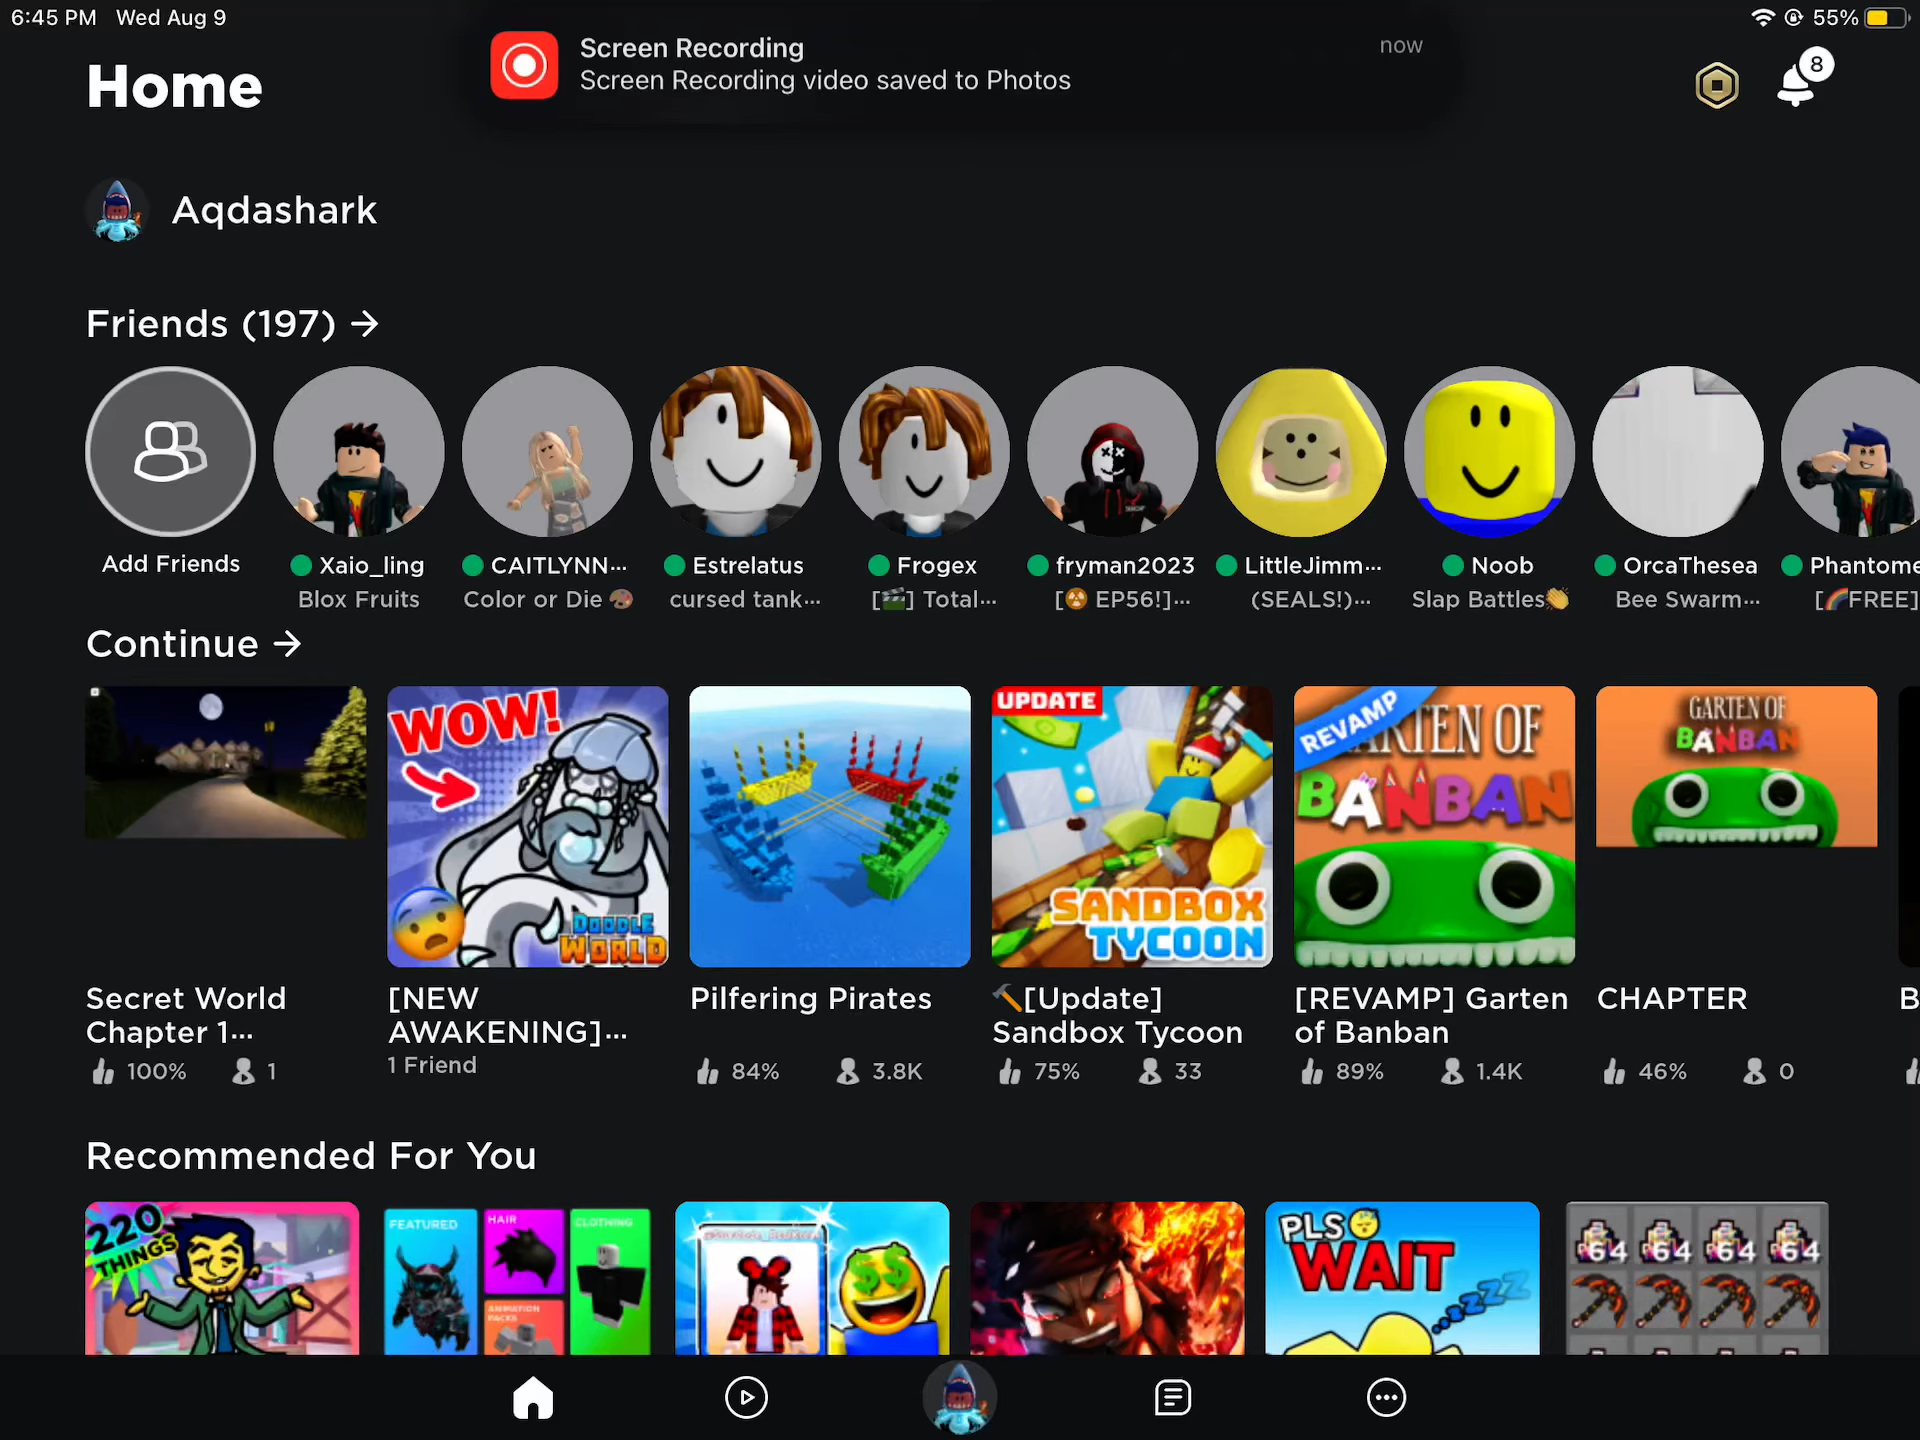 6:45 PM Wed Aug 9
55%
Screen Recording
now
Screen Recording video saved to Photos
Home
8
Aqdashark
Friends (197) →
Add Friends
Xaio_ling
Blox Fruits
CAITLYNN...
Color or Die 🎨
Estrelatus
cursed tank...
Frogex
[🎬] Total...
fryman2023
[☢ EP56!]...
LittleJimm...
(SEALS!)...
Noob
Slap Battles👏
OrcaThesea
Bee Swarm...
Phantome
[🌈FREE]
Continue →
WOW!
DOODLE
WORLD
UPDATE
SANDBOX
TYCOON
REVAMP
GARTEN OF
BANBAN
GARTEN OF
BANBAN
Secret World
Chapter 1...
100% 1
[NEW
AWAKENING]...
1 Friend
Pilfering Pirates
84% 3.8K
🔨[Update]
Sandbox Tycoon
75% 33
[REVAMP] Garten
of Banban
89% 1.4K
CHAPTER
46% 0
B
Recommended For You
220
THINGS
FEATURED
HAIR
CLOTHING
ANIMATION
PACKS
$$
PLS
WAIT
zzzZZ
64 64 64 64